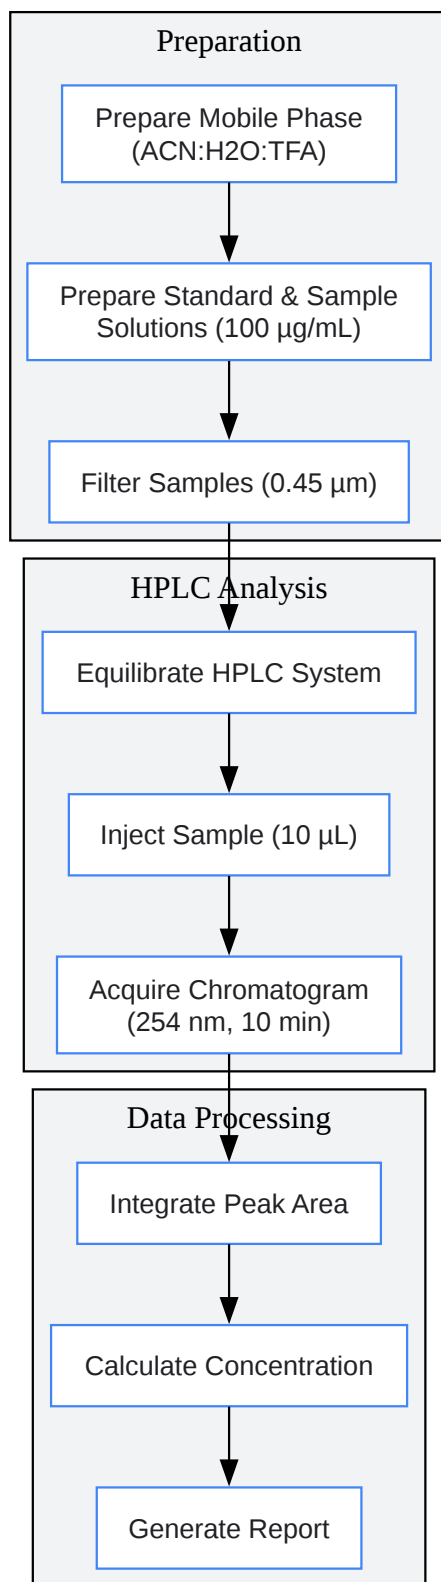 Preparation
Prepare Mobile Phase
(ACN:H2O:TFA)
Prepare Standard & Sample
Solutions (100 µg/mL)
Filter Samples (0.45 µm)
HPLC Analysis
Equilibrate HPLC System
Inject Sample (10 µL)
Acquire Chromatogram
(254 nm, 10 min)
Data Processing
Integrate Peak Area
Calculate Concentration
Generate Report